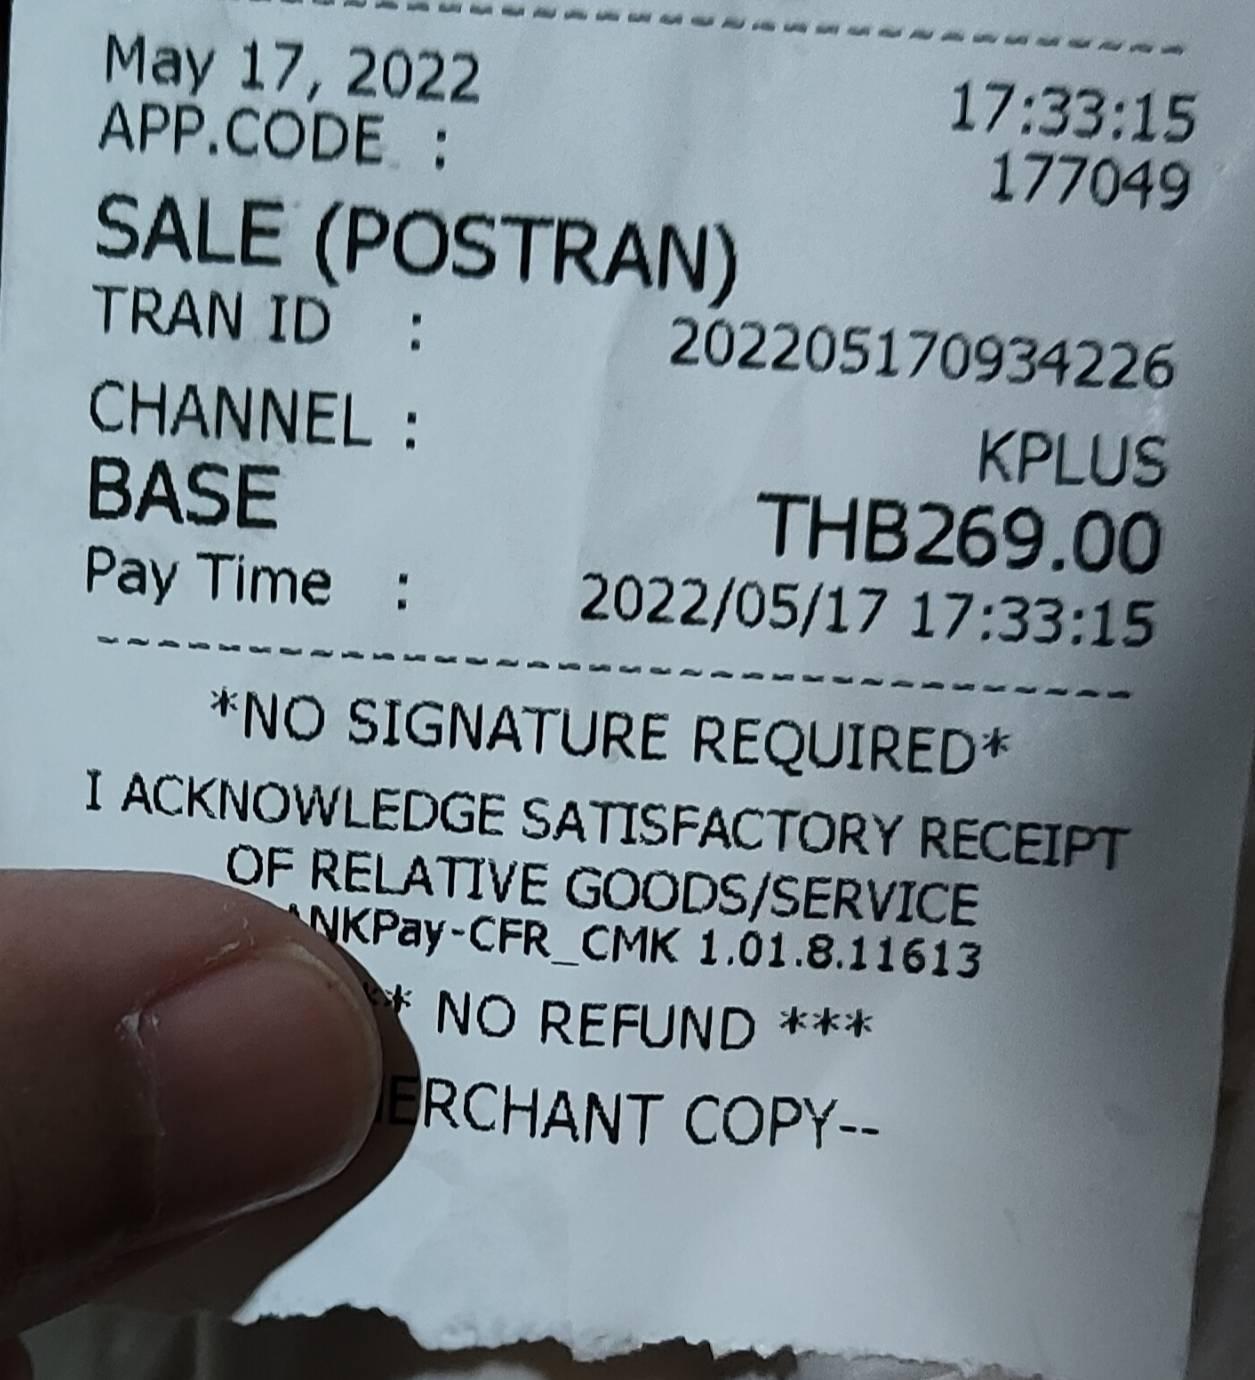 May 17, 2022 17:33:15
APP.CODE : 177049
SALE (POSTRAN)
TRAN ID : 202205170934226
CHANNEL : KPLUS
BASE THB269.00
Pay Time : 2022/05/17 17:33:15
*NO SIGNATURE REQUIRED*
I ACKNOWLEDGE SATISFACTORY RECEIPT
OF RELATIVE GOODS/SERVICE
ANKPay-CFR_CMK 1.01.8.11613
** NO REFUND ***
ERCHANT COPY--